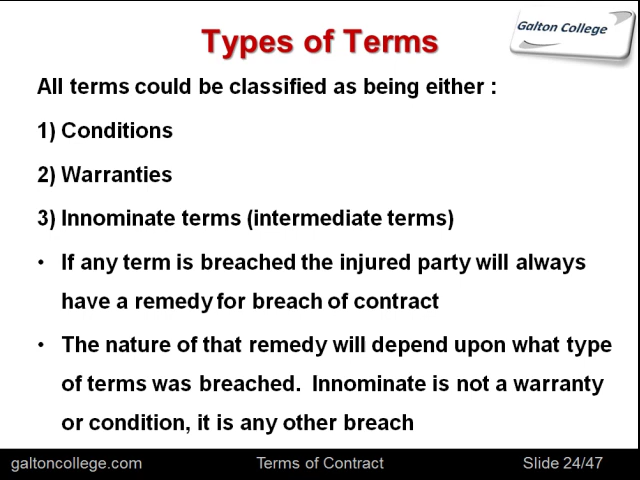 Types of Terms
Galton College
All terms could be classified as being either :
1) Conditions
2) Warranties
3) Innominate terms (intermediate terms)
• If any term is breached the injured party will always
have a remedy for breach of contract
• The nature of that remedy will depend upon what type
of terms was breached.  Innominate is not a warranty
or condition, it is any other breach
galtoncollege.com Terms of Contract Slide 24/47